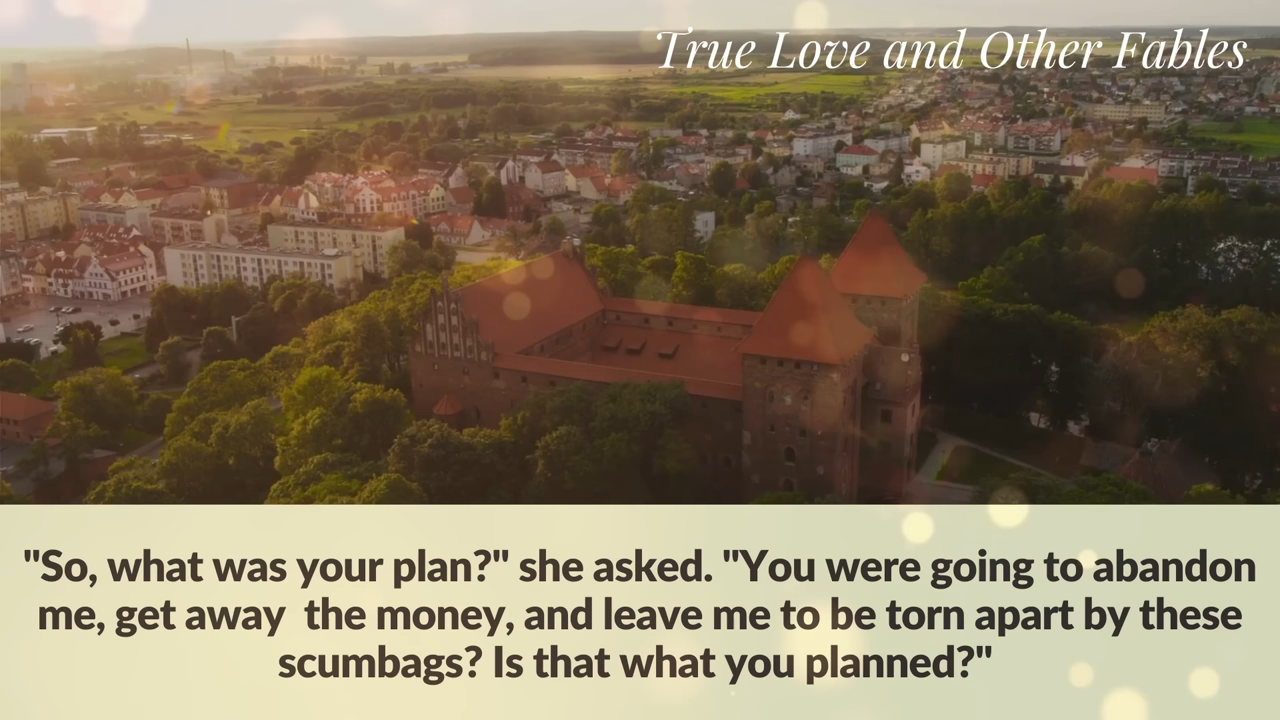 True Love and Other Fables
"So, what was your plan?" she asked. "You were going to abandon
me, get away  the money, and leave me to be torn apart by these
scumbags? Is that what you planned?"